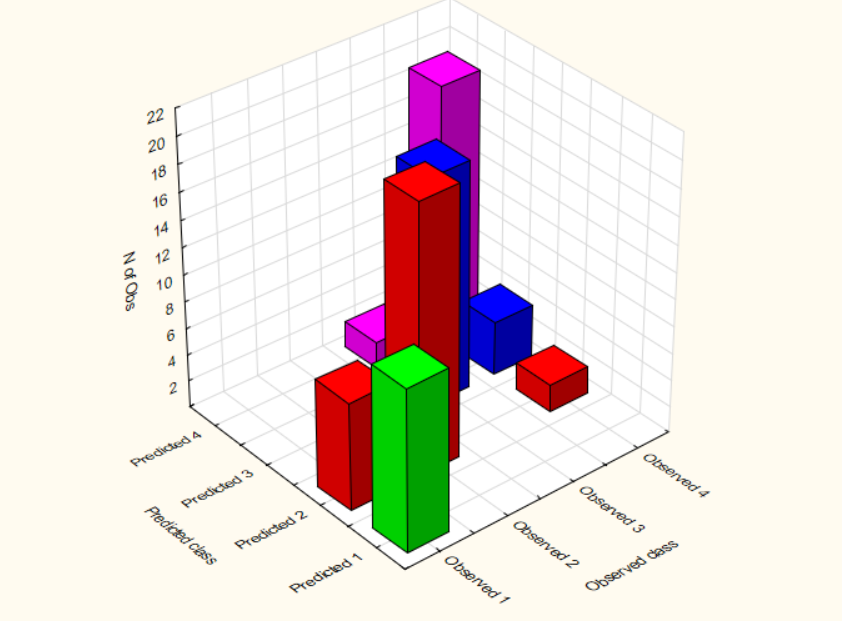 22
20
18
16
14
12
10
8
6
4
2
N of Obs
Predicted 4
Predicted 3
Predicted 2
Predicted 1
Predicted class
Observed 1
Observed 2
Observed 3
Observed 4
Observed class